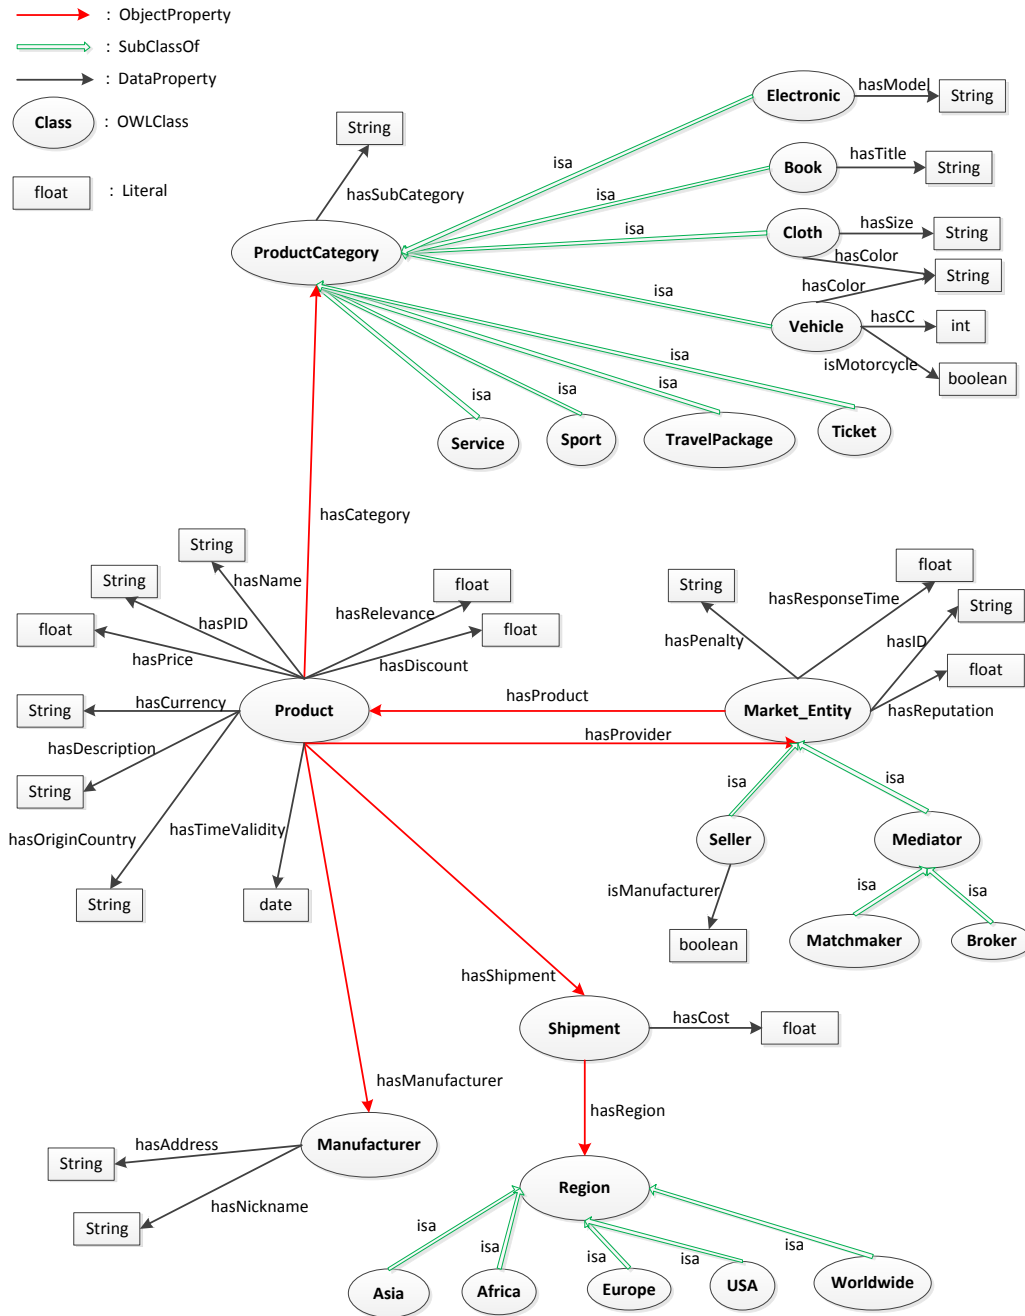 : ObjectProperty
: SubClassOf
: DataProperty
Class : OWLClass
float : Literal
Electronic hasModel String
String
isa
Book hasTitle String
isa
hasSubCategory
ProductCategory
isa
Cloth hasSize String
hasColor
hasColor String
isa
Vehicle hasCC int
isMotorcycle boolean
isa
isa
isa
isa
Service Sport TravelPackage Ticket
hasCategory
String
hasName
String
hasPID
float
hasPrice
hasRelevance float
hasDiscount float
String
hasPenalty
hasResponseTime float
hasID String
float
hasReputation
String hasCurrency Product hasProduct Market_Entity
hasProvider
hasDescription
String
hasOriginCountry
String
hasTimeValidity
date
isa
isa
Seller
Mediator
isManufacturer
boolean
isa
isa
Matchmaker Broker
hasShipment
Shipment hasCost float
hasManufacturer
hasRegion
Manufacturer
hasAddress
String
hasNickname
String
Region
isa
isa
isa
isa
isa
Asia Africa Europe USA Worldwide